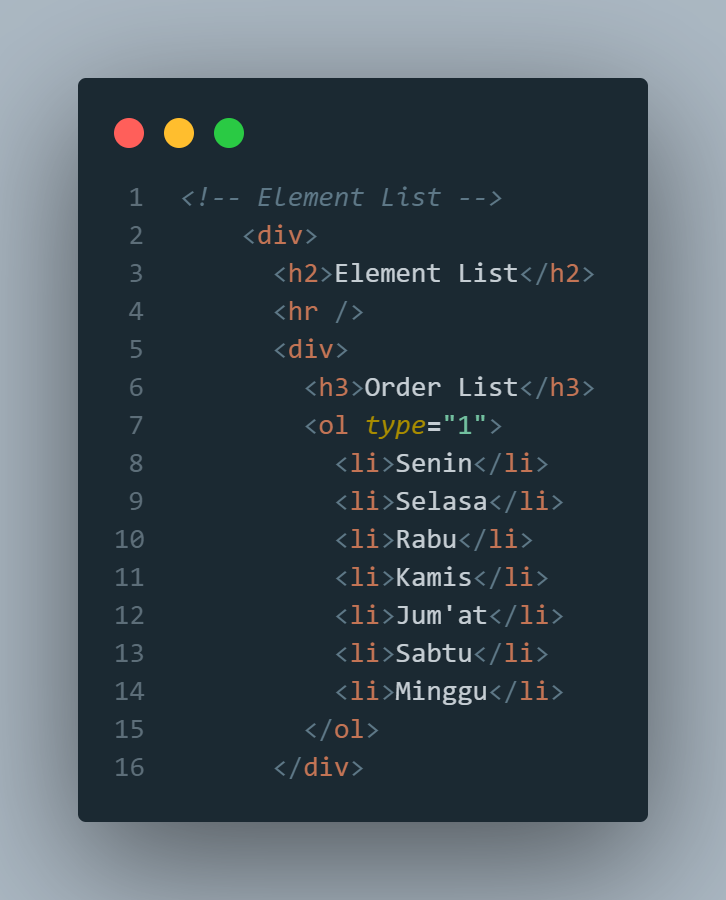 1 <!-- Element List -->
2     <div>
3       <h2>Element List</h2>
4       <hr />
5       <div>
6         <h3>Order List</h3>
7         <ol type="1">
8           <li>Senin</li>
9           <li>Selasa</li>
10           <li>Rabu</li>
11           <li>Kamis</li>
12           <li>Jum'at</li>
13           <li>Sabtu</li>
14           <li>Minggu</li>
15         </ol>
16       </div>